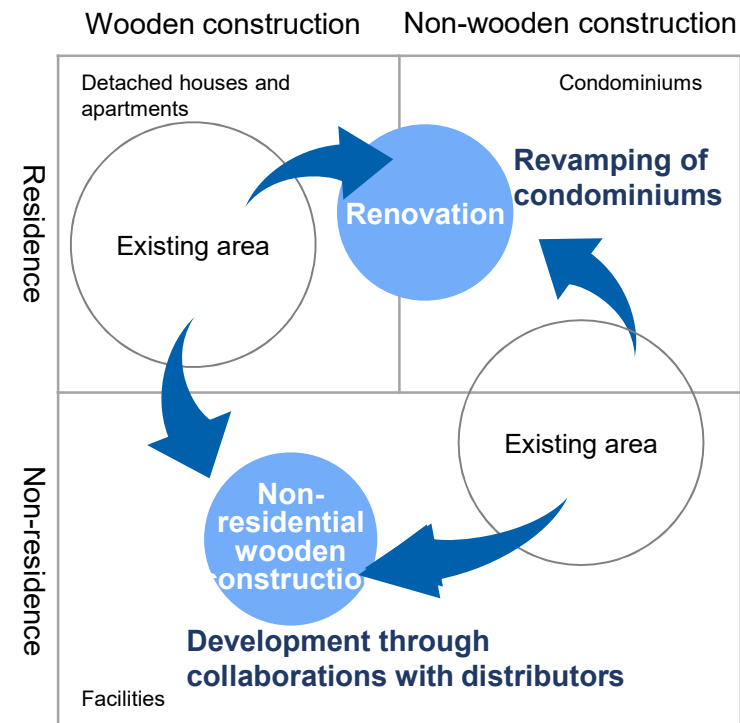 Wooden construction
Non-wooden construction
Detached houses and
apartments
Condominiums
Residence
Existing area
Renovation
Revamping of
condominiums
Non-residence
Existing area
Non-
residential
wooden
construction
Development through
collaborations with distributors
Facilities